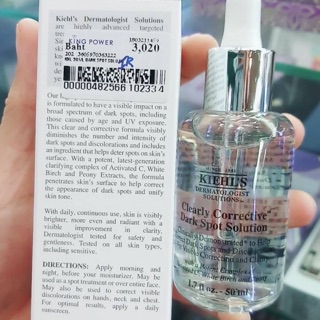 Kiehl's Dermatologist Solutions
are highly advanced targeted
KING POWER
Baht 3,020
DARK SPOT SOLUTION
00000482566 10233 4
is formulated to have a visible impact on a
broad spectrum of dark spots, including
those caused by age and UV exposure.
This clear and corrective formula visibly
diminishes the number and intensity of
dark spots and discolorations and includes
an ingredient that helps deter spots on skin's
surface. With a potent, latest-generation
clarifying complex of Activated C, White
Birch and Peony Extracts, the formula
penetrates skin's surface to help correct
the appearance of dark spots and unify
skin tone.
With daily, continuous use, skin is visibly
brighter, more even and radiant with a
visible improvement in clarity.
Dermatologist tested for safety and
gentleness. Tested on all skin types,
including sensitive.
DIRECTIONS: Apply morning and
night, before your moisturizer. May be
used as a spot treatment or over entire face.
May also be used to correct visible
discolorations on hands, neck and chest.
For optimal results, apply a daily
sunscreen.
KIEHL'S
DERMATOLOGIST
SOLUTIONS™
Clearly Corrective™
Dark Spot Solution
1.7 fl. oz. - 50 ml